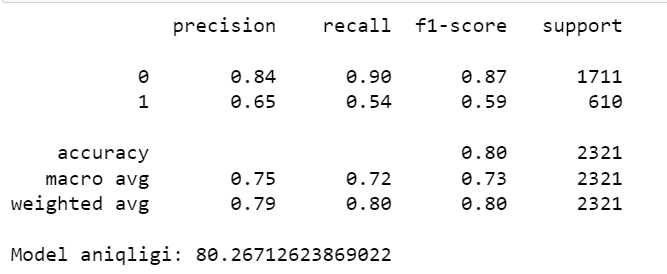 precision recall f1-score support
0 0.84 0.90 0.87 1711
1 0.65 0.54 0.59 610
accuracy 0.80 2321
macro avg 0.75 0.72 0.73 2321
weighted avg 0.79 0.80 0.80 2321
Model aniqligi: 80.26712623869022